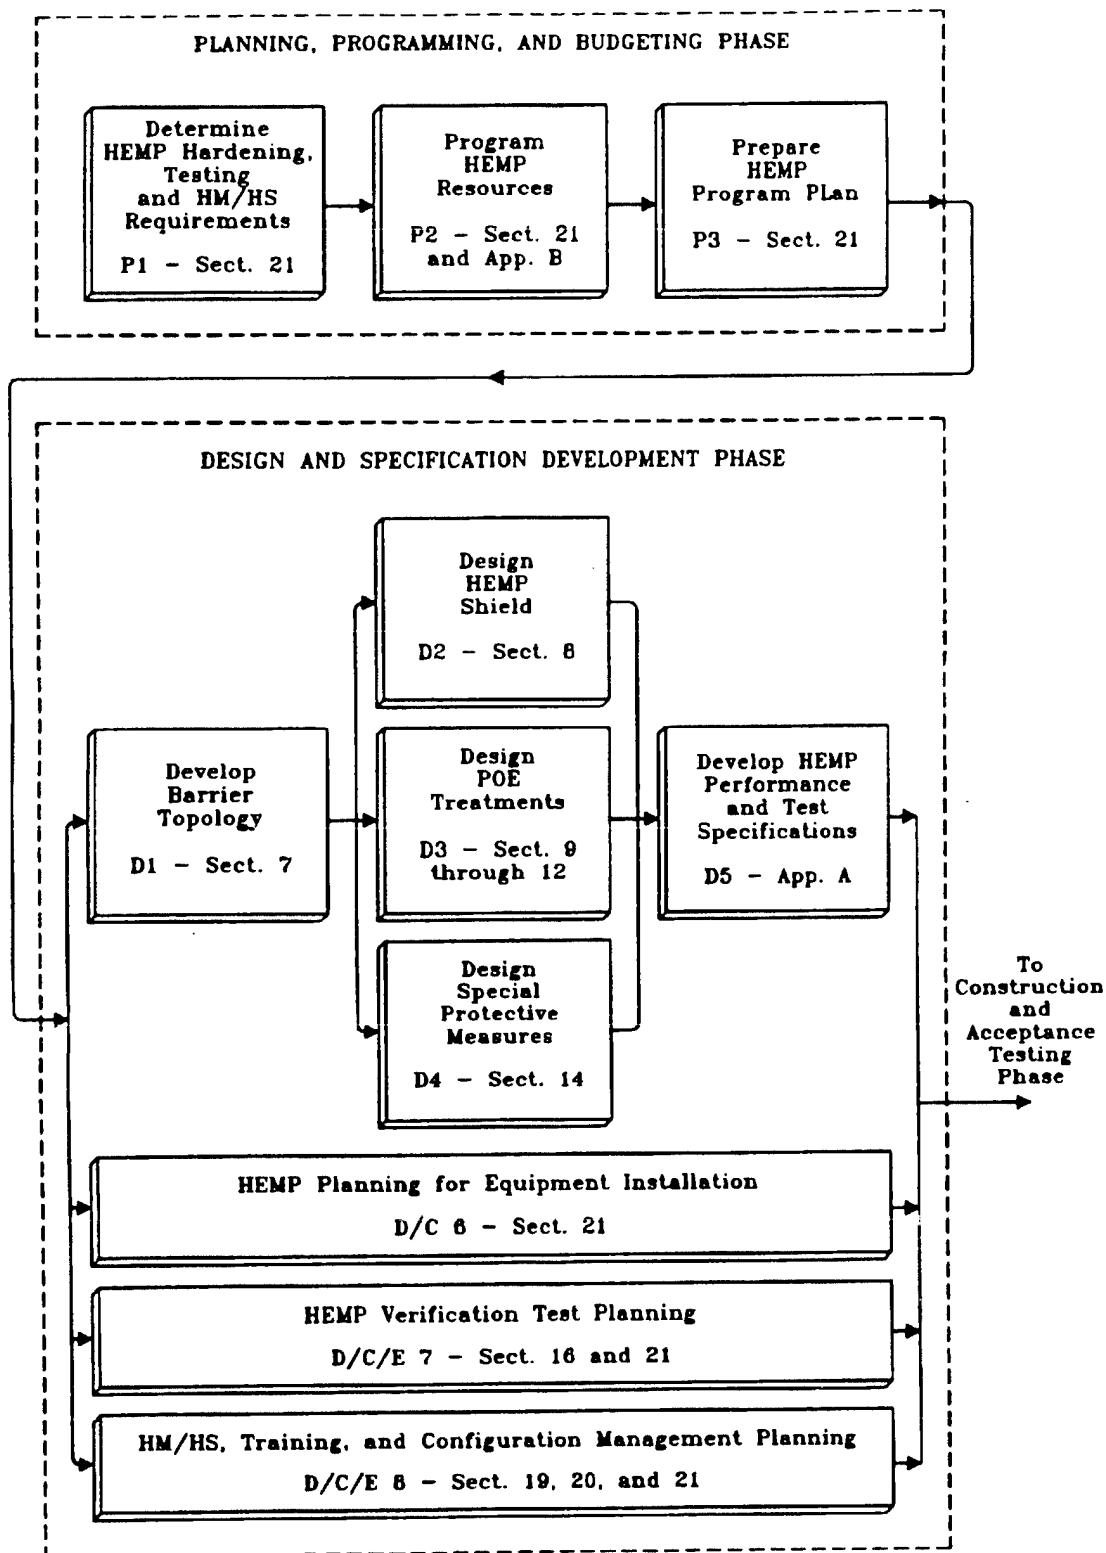 PLANNING, PROGRAMMING, AND BUDGETING PHASE
Determine
HEMP Hardening,
Testing
and HM/HS
Requirements
P1 – Sect. 21
Program
HEMP
Resources
P2 – Sect. 21
and App. B
Prepare
HEMP
Program PLan
P3 – Sect. 21
DESIGN AND SPECIFICATION DEVELOPMENT PHASE
Develop
Barrier
Topology
D1 – Sect. 7
Design
HEMP
Shield
D2 – Sect. 8
Design
POE
Treatments
D3 – Sect. 9
through 12
Design
Special
Protective
Measures
D4 – Sect. 14
Develop HEMP
Performance
and Test
Specifications
D5 – App. A
To
Construction
and
Acceptance
Testing
Phase
HEMP Planning for Equipment Installation
D/C 6 – Sect. 21
HEMP Verification Test Planning
D/C/E 7 – Sect. 16 and 21
HM/HS, Training, and Configuration Management Planning
D/C/E 8 – Sect. 19, 20, and 21